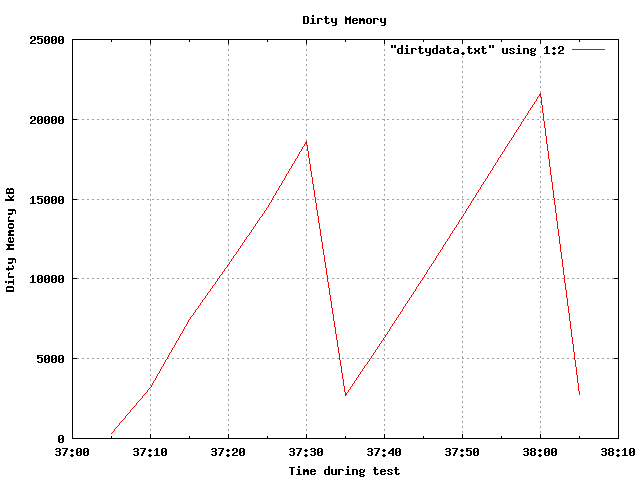 Dirty Memory
"dirtydata.txt" using 1:2
25000
20000
15000
10000
5000
0
Dirty Memory kB
37:00 37:10 37:20 37:30 37:40 37:50 38:00 38:10
Time during test